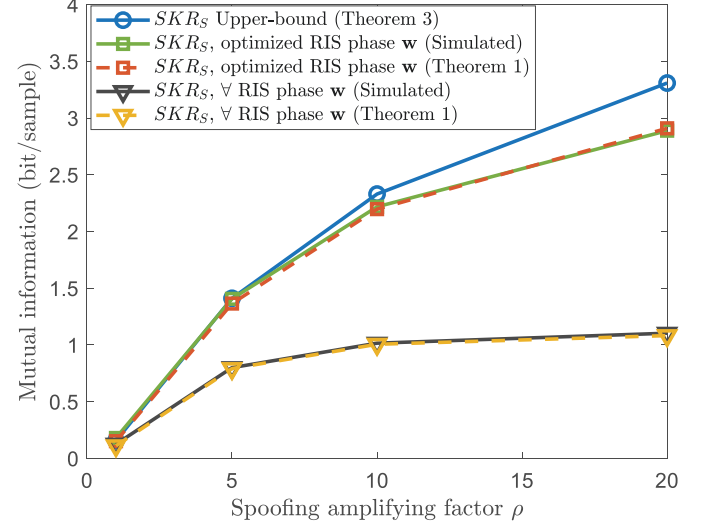 SKR_S Upper-bound (Theorem 3)
SKR_S, optimized RIS phase w (Simulated)
SKR_S, optimized RIS phase w (Theorem 1)
SKR_S, ∀ RIS phase w (Simulated)
SKR_S, ∀ RIS phase w (Theorem 1)
Mutual information (bit/sample)
4
3.5
3
2.5
2
1.5
1
0.5
0
0 5 10 15 20
Spoofing amplifying factor ρ